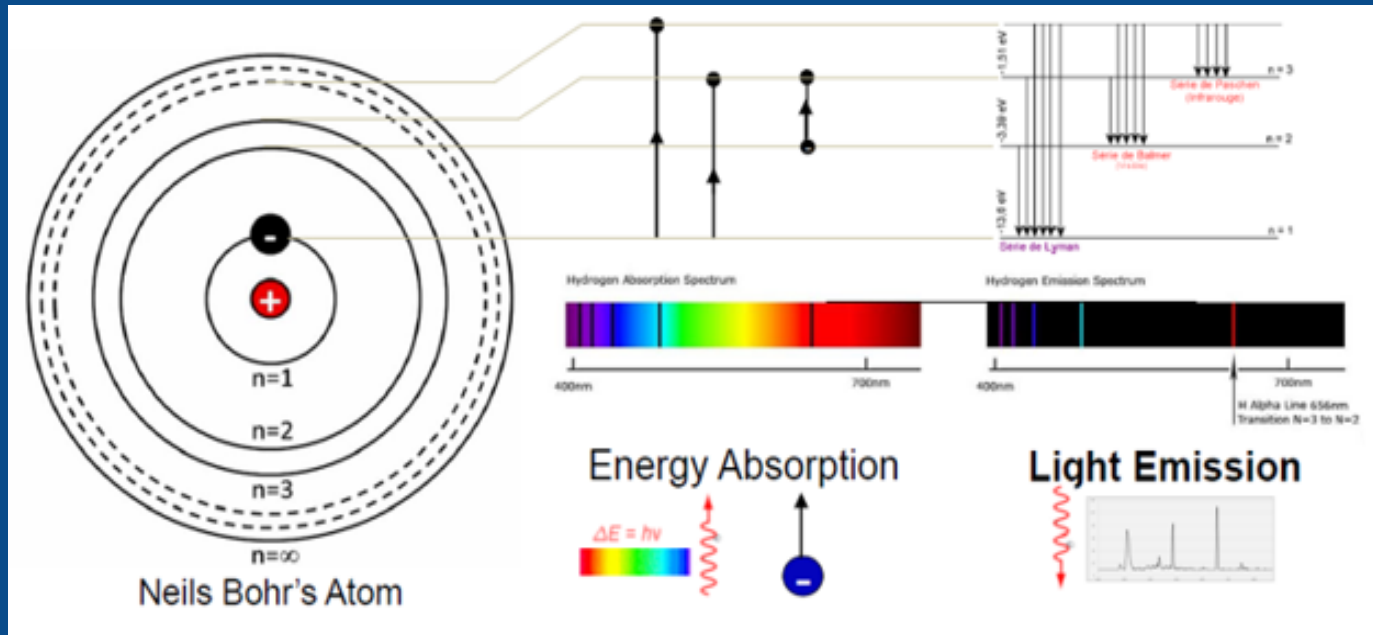 +
-
n=1
n=2
n=3
n=∞
Neils Bohr's Atom
-1,51 eV
-3,39 eV
-13,6 eV
n = 3
n = 2
n = 1
Série de Paschen
(Infrarouge)
Série de Balmer
(Visible)
Série de Lyman
Hydrogen Absorption Spectrum
400nm
700nm
Hydrogen Emission Spectrum
400nm
700nm
H Alpha Line 656nm
Transition N=3 to N=2
Energy Absorption
ΔE = hν
-
Light Emission